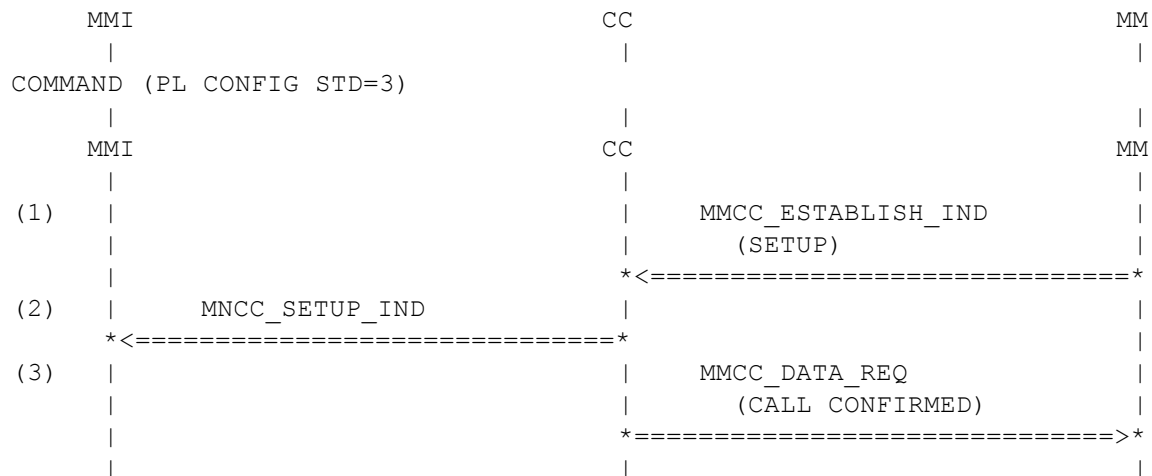 MMI CC MM
| | |
COMMAND (PL CONFIG STD=3)
| | |
MMI CC MM
| | |
(1) | | MMCC_ESTABLISH_IND |
| | (SETUP) |
| *<==============================*
(2) | MNCC_SETUP_IND | |
*<==============================* |
(3) | | MMCC_DATA_REQ |
| | (CALL CONFIRMED) |
| *==============================>*
| | |